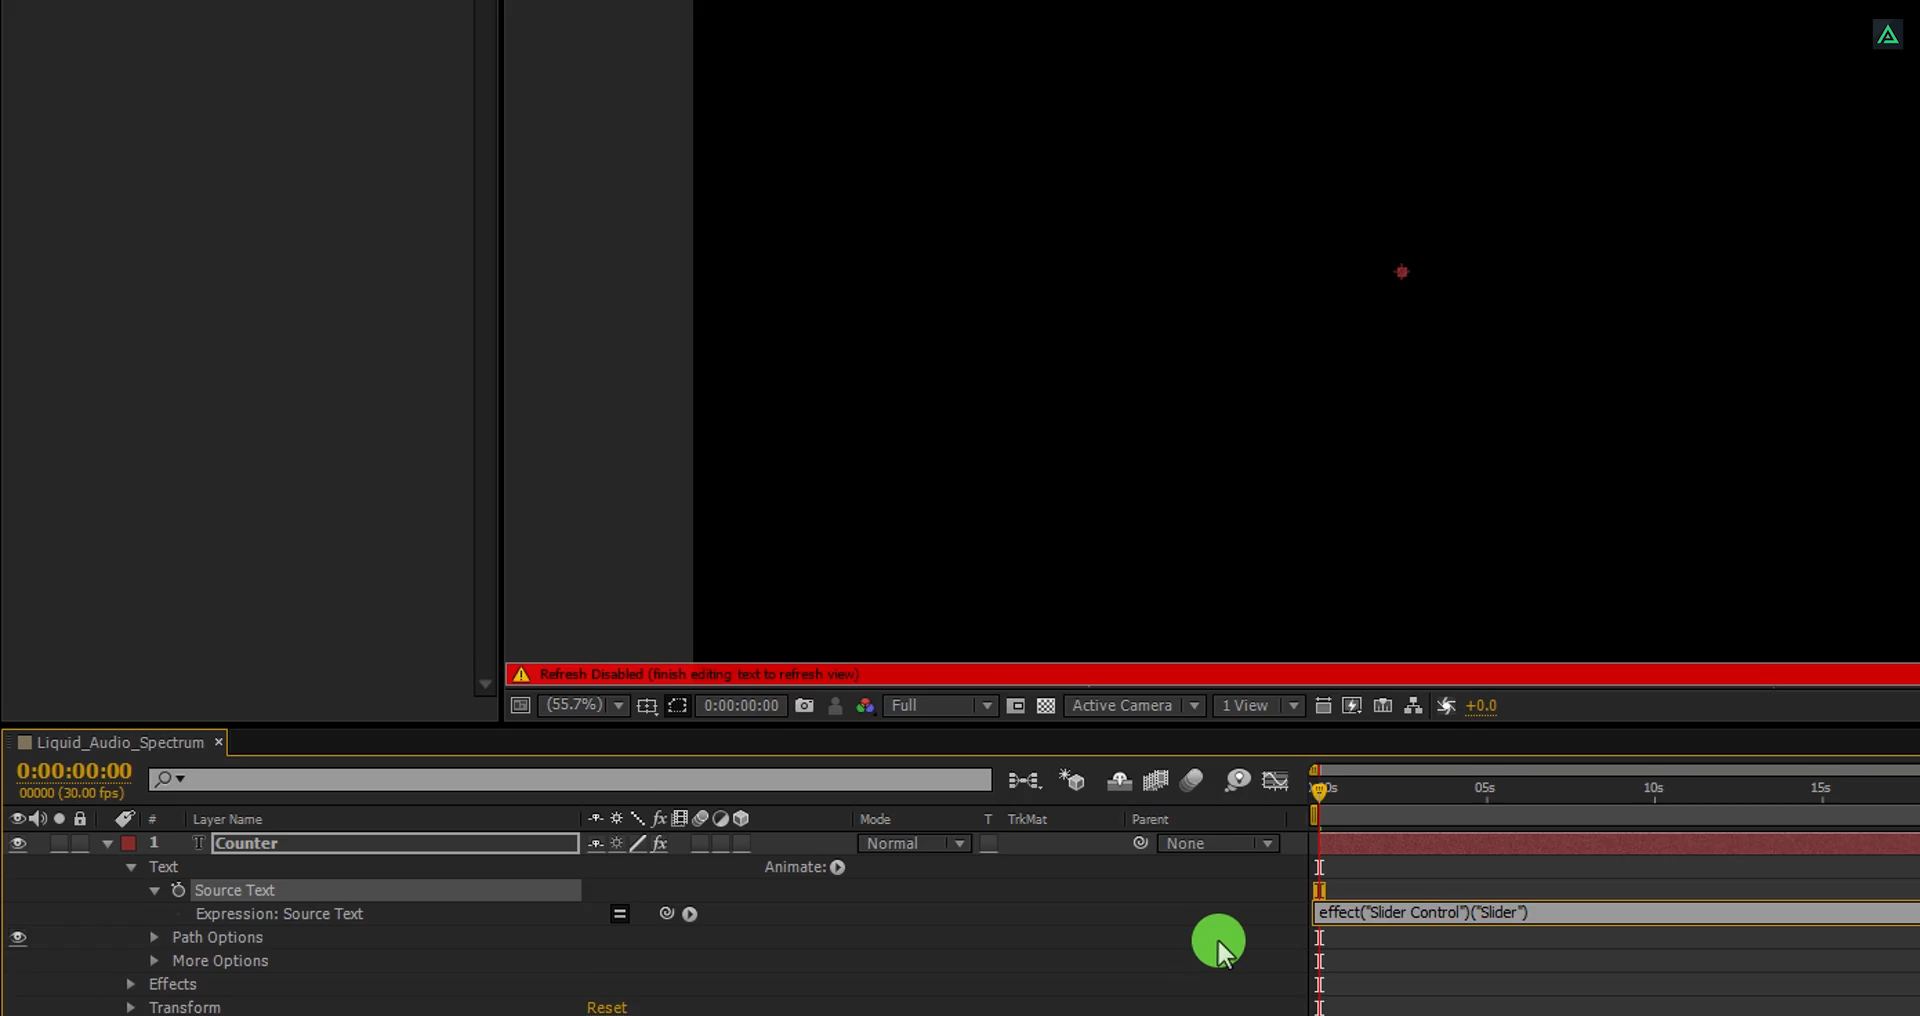 Refresh Disabled (finish editing text to refresh view)
(55.7%) 0:00:00:00 Full Active Camera 1 View +0.0
Liquid_Audio_Spectrum ×
0:00:00:00
00000 (30.00 fps)
05s 10s 15s
# Layer Name fx Mode T TrkMat Parent
1 T Counter fx Normal None
Text Animate:
Source Text
Expression: Source Text = effect("Slider Control")("Slider")
Path Options
More Options
Effects
Transform Reset